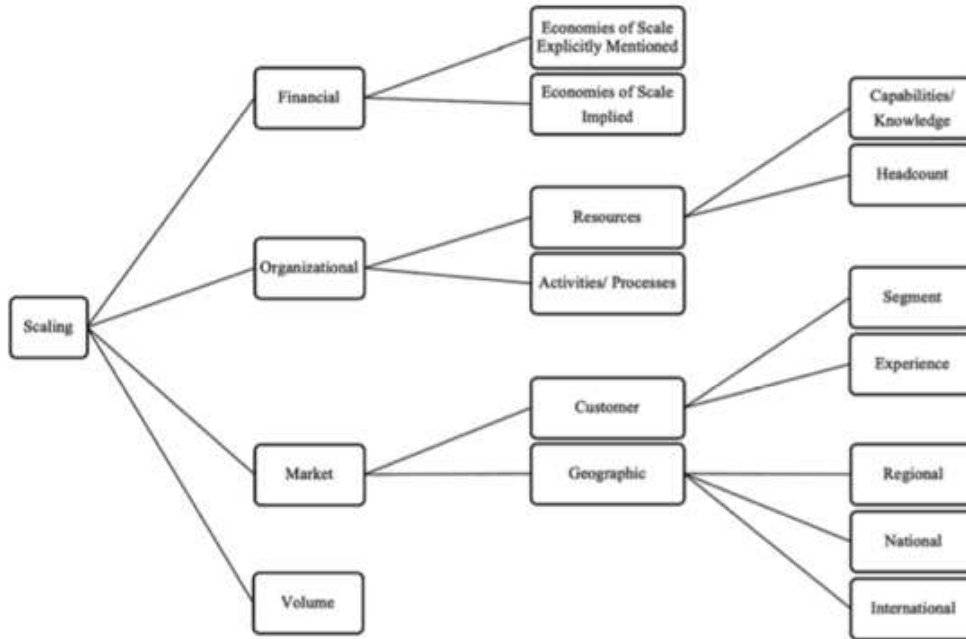 Economies of Scale
Explicitly Mentioned
Financial
Economies of Scale
Implied
Capabilities/
Knowledge
Headcount
Resources
Organizational
Activities/ Processes
Segment
Scaling
Experience
Customer
Market
Geographic
Regional
National
Volume
International